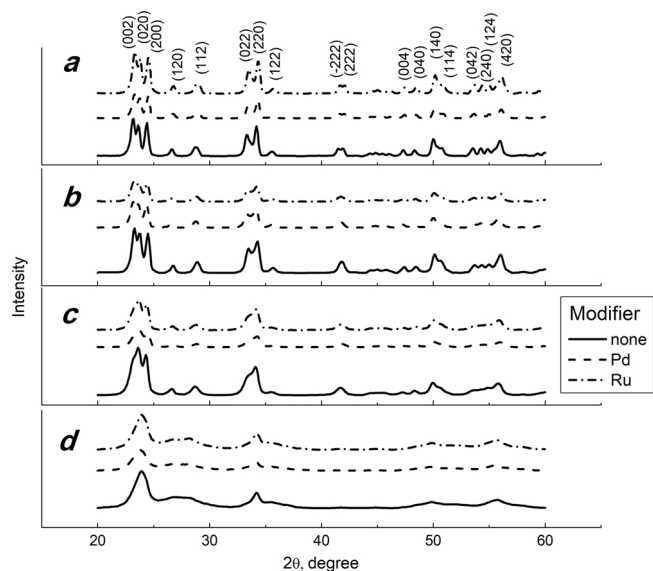 (002)
(020)
(200)
(120)
(112)
(022)
(220)
(122)
(-222)
(222)
(004)
(040)
(140)
(114)
(042)
(240)
(124)
(420)
a
b
c
d
Intensity
Modifier
none
Pd
Ru
20 30 40 50 60
2θ, degree